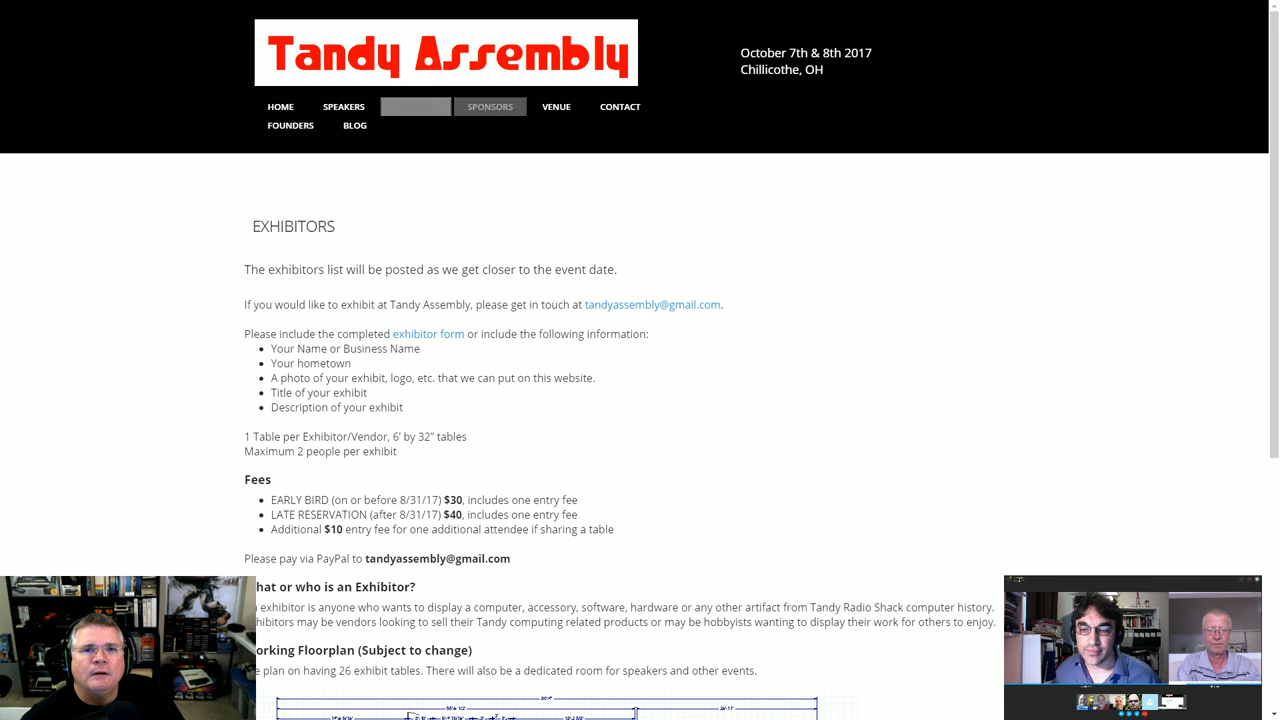 Tandy Assembly
October 7th & 8th 2017
Chillicothe, OH
HOME SPEAKERS SPONSORS VENUE CONTACT
FOUNDERS BLOG
EXHIBITORS
The exhibitors list will be posted as we get closer to the event date.
If you would like to exhibit at Tandy Assembly, please get in touch at tandyassembly@gmail.com.
Please include the completed exhibitor form or include the following information:
Your Name or Business Name
Your hometown
A photo of your exhibit, logo, etc. that we can put on this website.
Title of your exhibit
Description of your exhibit
1 Table per Exhibitor/Vendor, 6' by 32" tables
Maximum 2 people per exhibit
Fees
EARLY BIRD (on or before 8/31/17) $30, includes one entry fee
LATE RESERVATION (after 8/31/17) $40, includes one entry fee
Additional $10 entry fee for one additional attendee if sharing a table
Please pay via PayPal to tandyassembly@gmail.com
hat or who is an Exhibitor?
exhibitor is anyone who wants to display a computer, accessory, software, hardware or any other artifact from Tandy Radio Shack computer history.
hibitors may be vendors looking to sell their Tandy computing related products or may be hobbyists wanting to display their work for others to enjoy.
orking Floorplan (Subject to change)
e plan on having 26 exhibit tables. There will also be a dedicated room for speakers and other events.